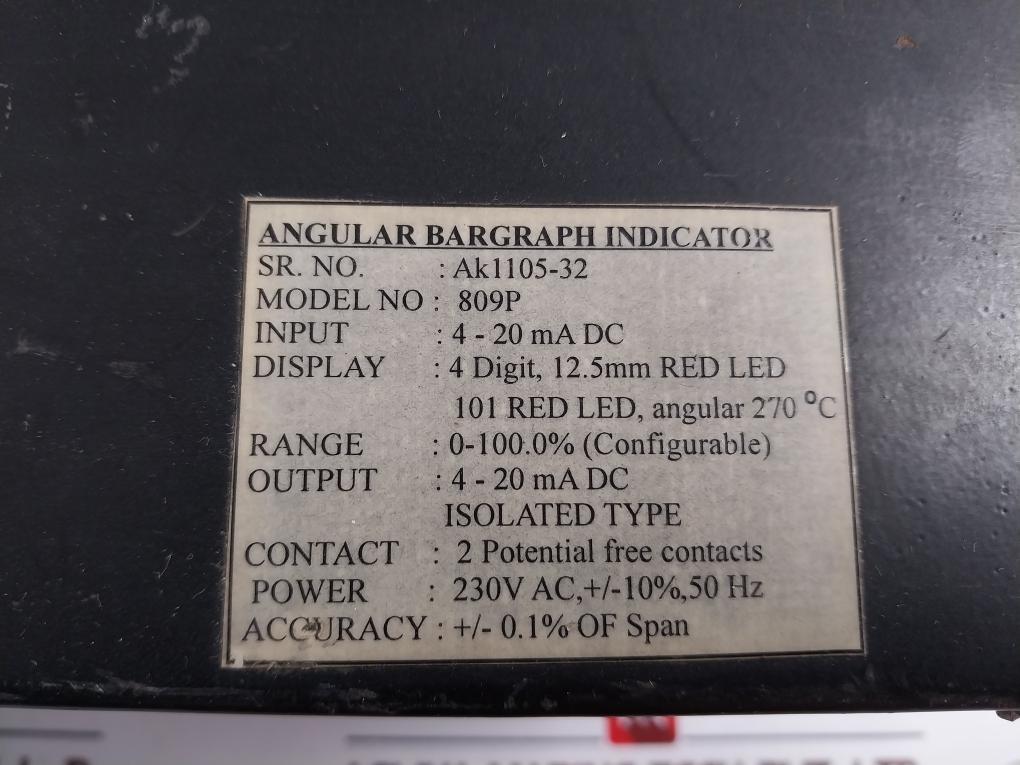 ANGULAR BARGRAPH INDICATOR
SR. NO. : Ak1105-32
MODEL NO : 809P
INPUT : 4 - 20 mA DC
DISPLAY : 4 Digit, 12.5mm RED LED
101 RED LED, angular 270 °C
RANGE : 0-100.0% (Configurable)
OUTPUT : 4 - 20 mA DC
ISOLATED TYPE
CONTACT : 2 Potential free contacts
POWER : 230V AC,+/-10%,50 Hz
ACCURACY : +/- 0.1% OF Span